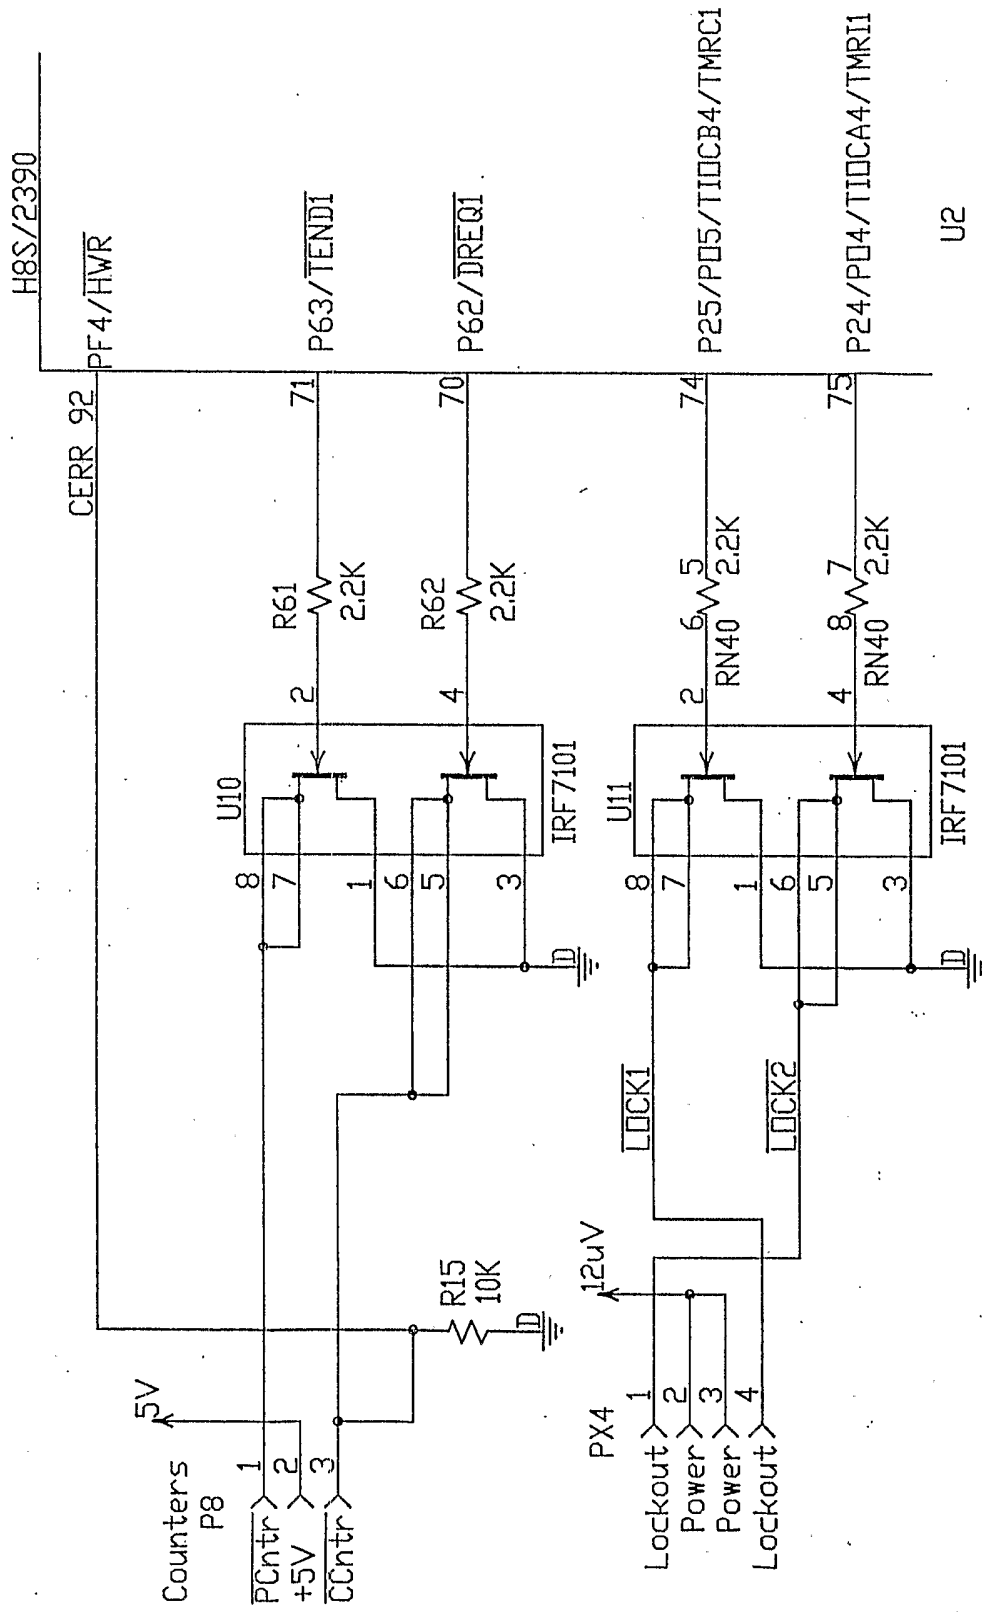 H8S/2390
CERR 92 PF4/HWR
R61
2.2K
2
71 P63/TEND1
R62
2.2K
4
70 P62/DREQ1
6 5
RN40 2.2K
2
74 P25/PO5/TIOCB4/TMRC1
8 7
RN40 2.2K
4
75 P24/PO4/TIOCA4/TMRI1
U2
U10
IRF7101
8
7
1
6
5
3
D
U11
IRF7101
8
7
1
6
5
3
D
LOCK1
LOCK2
5V
Counters
P8
PCntr 1
+5V 2
CCntr 3
R15
10K
D
12uV
PX4
Lockout 1
Power 2
Power 3
Lockout 4